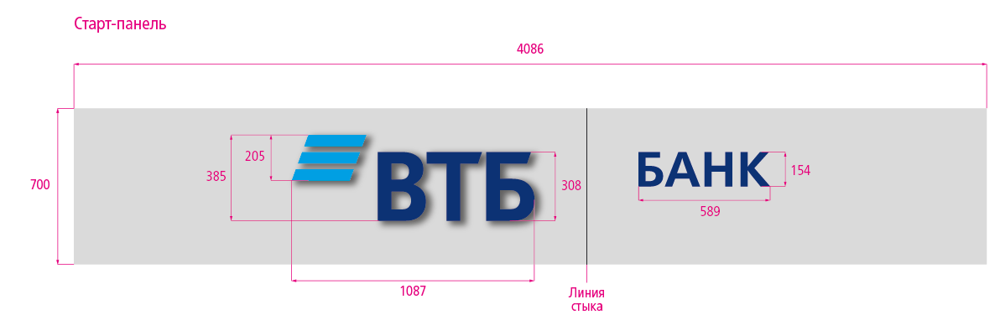 Старт-панель
4086
205
385
700
ВТБ
308
БАНК
154
589
1087
Линия
стыка